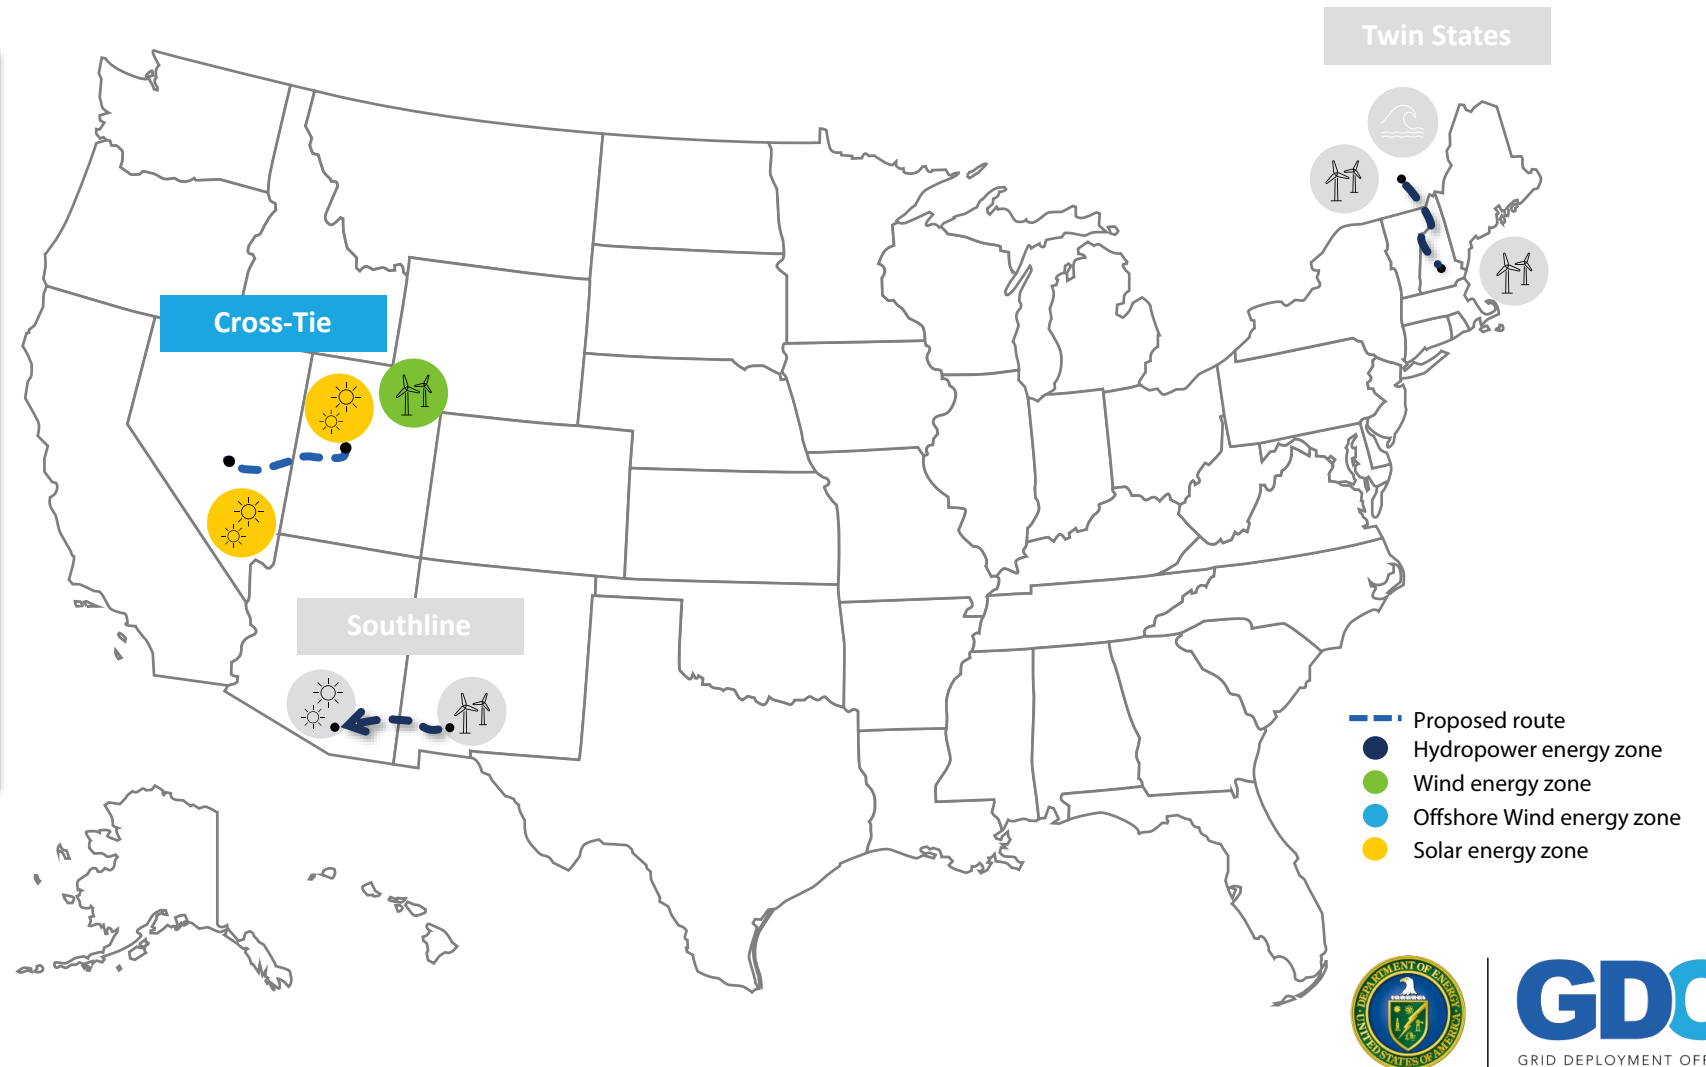 Twin States
Cross-Tie
Southline
Proposed route
Hydropower energy zone
Wind energy zone
Offshore Wind energy zone
Solar energy zone
DEPARTMENT OF ENERGY
UNITED STATES OF AMERICA
GD
GRID DEPLOYMENT